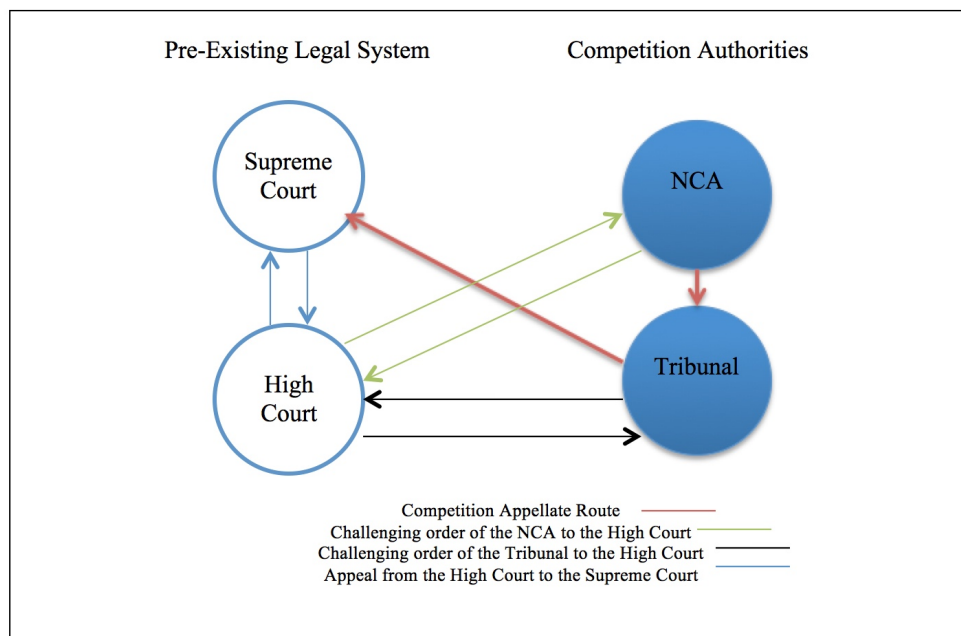 Pre-Existing Legal System
Competition Authorities
Supreme
Court
NCA
High
Court
Tribunal
Competition Appellate Route
Challenging order of the NCA to the High Court
Challenging order of the Tribunal to the High Court
Appeal from the High Court to the Supreme Court